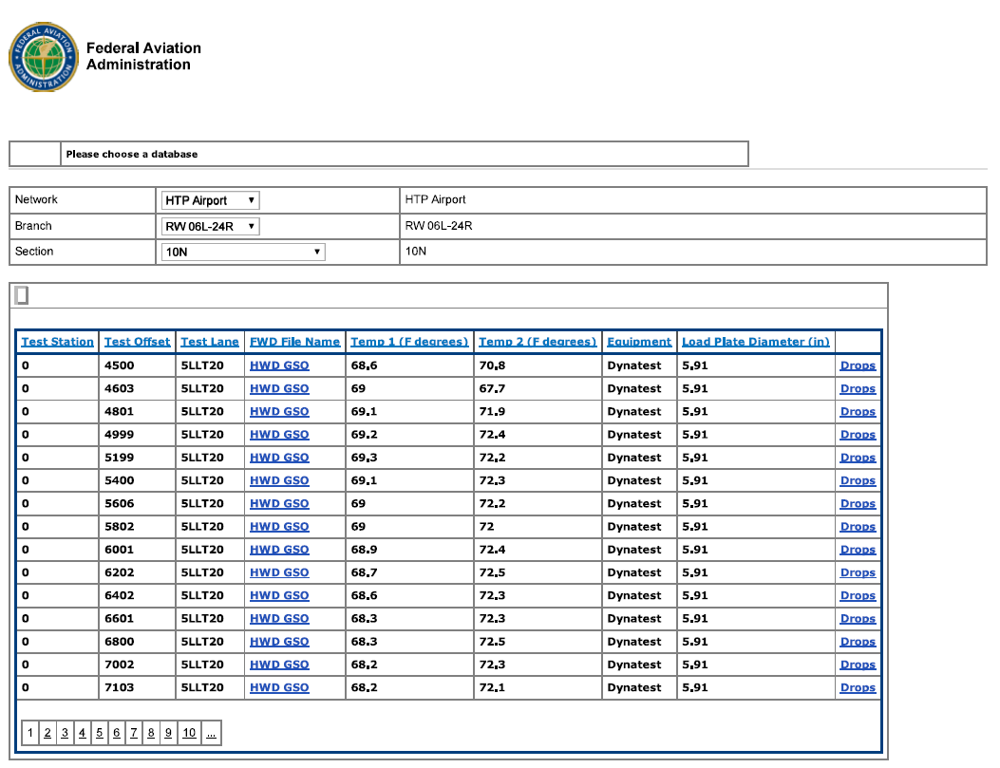 FEDERAL AVIATION
ADMINISTRATION
Federal Aviation
Administration
Please choose a database
Network HTP Airport ▼ HTP Airport
Branch RW 06L-24R ▼ RW 06L-24R
Section 10N ▼ 10N
Test Station Test Offset Test Lane FWD File Name Temp 1 (F degrees) Temp 2 (F degrees) Equipment Load Plate Diameter (in)
0 4500 5LLT20 HWD GSO 68.6 70.8 Dynatest 5.91 Drops
0 4603 5LLT20 HWD GSO 69 67.7 Dynatest 5.91 Drops
0 4801 5LLT20 HWD GSO 69.1 71.9 Dynatest 5.91 Drops
0 4999 5LLT20 HWD GSO 69.2 72.4 Dynatest 5.91 Drops
0 5199 5LLT20 HWD GSO 69.3 72.2 Dynatest 5.91 Drops
0 5400 5LLT20 HWD GSO 69.1 72.3 Dynatest 5.91 Drops
0 5606 5LLT20 HWD GSO 69 72.2 Dynatest 5.91 Drops
0 5802 5LLT20 HWD GSO 69 72 Dynatest 5.91 Drops
0 6001 5LLT20 HWD GSO 68.9 72.4 Dynatest 5.91 Drops
0 6202 5LLT20 HWD GSO 68.7 72.5 Dynatest 5.91 Drops
0 6402 5LLT20 HWD GSO 68.6 72.3 Dynatest 5.91 Drops
0 6601 5LLT20 HWD GSO 68.3 72.3 Dynatest 5.91 Drops
0 6800 5LLT20 HWD GSO 68.3 72.5 Dynatest 5.91 Drops
0 7002 5LLT20 HWD GSO 68.2 72.3 Dynatest 5.91 Drops
0 7103 5LLT20 HWD GSO 68.2 72.1 Dynatest 5.91 Drops
1 2 3 4 5 6 7 8 9 10 ...